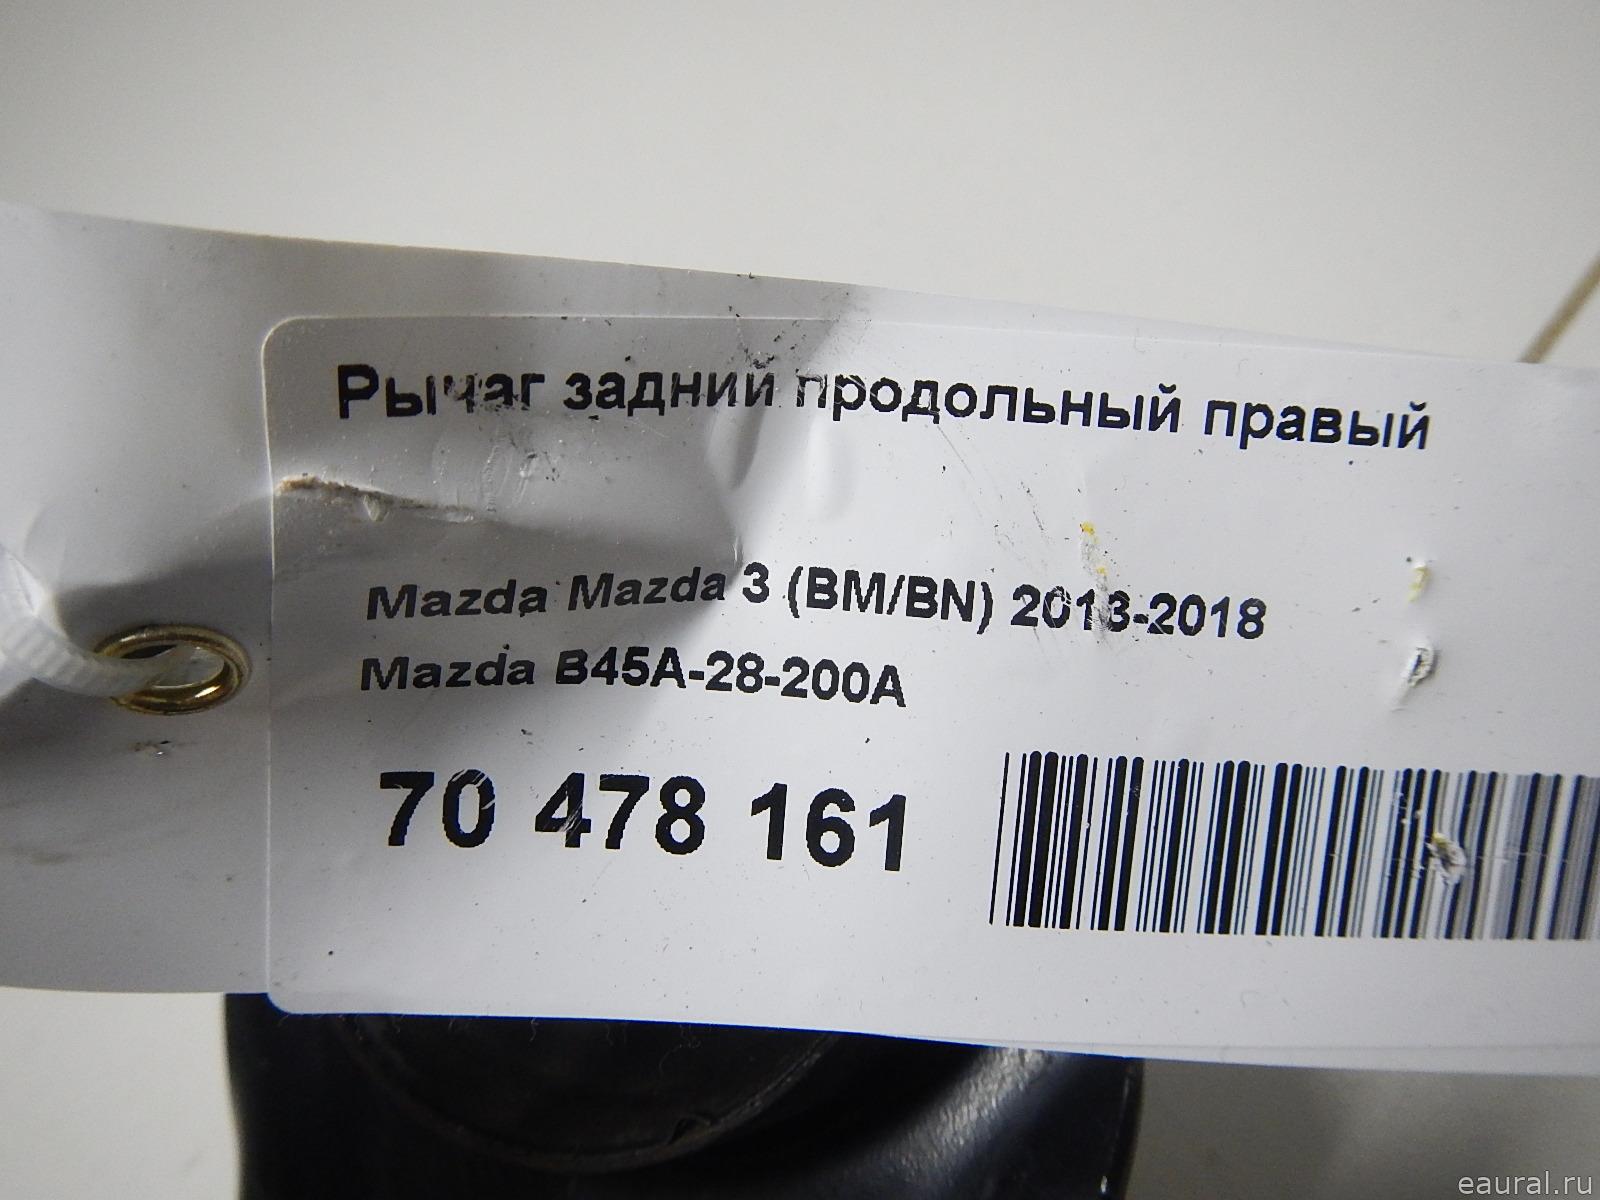 Рычаг задний продольный правый
Mazda Mazda 3 (BM/BN) 2013-2018
Mazda B45A-28-200A
70 478 161
eaural.ru